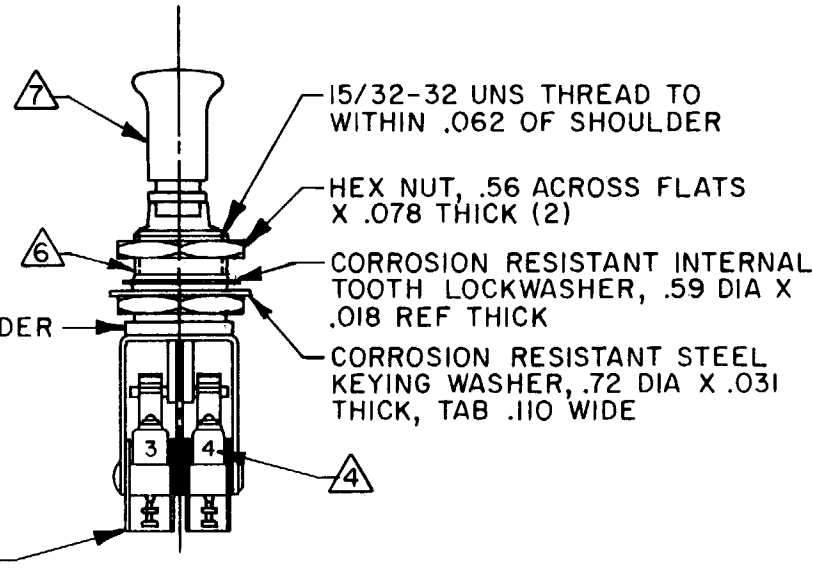 7
15/32-32 UNS THREAD TO
WITHIN .062 OF SHOULDER
HEX NUT, .56 ACROSS FLATS
X .078 THICK (2)
6
CORROSION RESISTANT INTERNAL
TOOTH LOCKWASHER, .59 DIA X
.018 REF THICK
DER
CORROSION RESISTANT STEEL
KEYING WASHER, .72 DIA X .031
THICK, TAB .110 WIDE
3 4
4